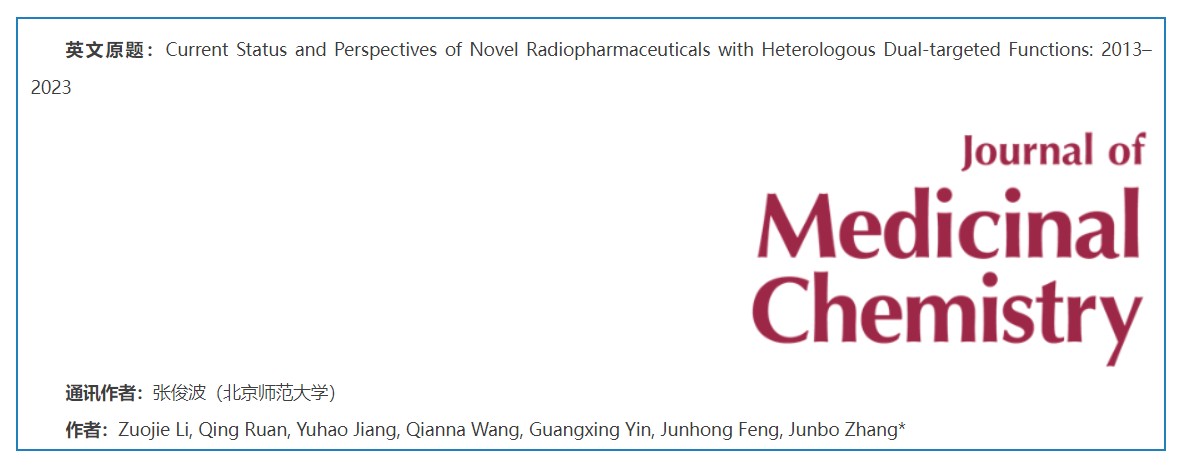 英文原题：Current Status and Perspectives of Novel Radiopharmaceuticals with Heterologous Dual-targeted Functions: 2013–
2023
Journal of
Medicinal
Chemistry
通讯作者：张俊波（北京师范大学）
作者：Zuojie Li, Qing Ruan, Yuhao Jiang, Qianna Wang, Guangxing Yin, Junhong Feng, Junbo Zhang*